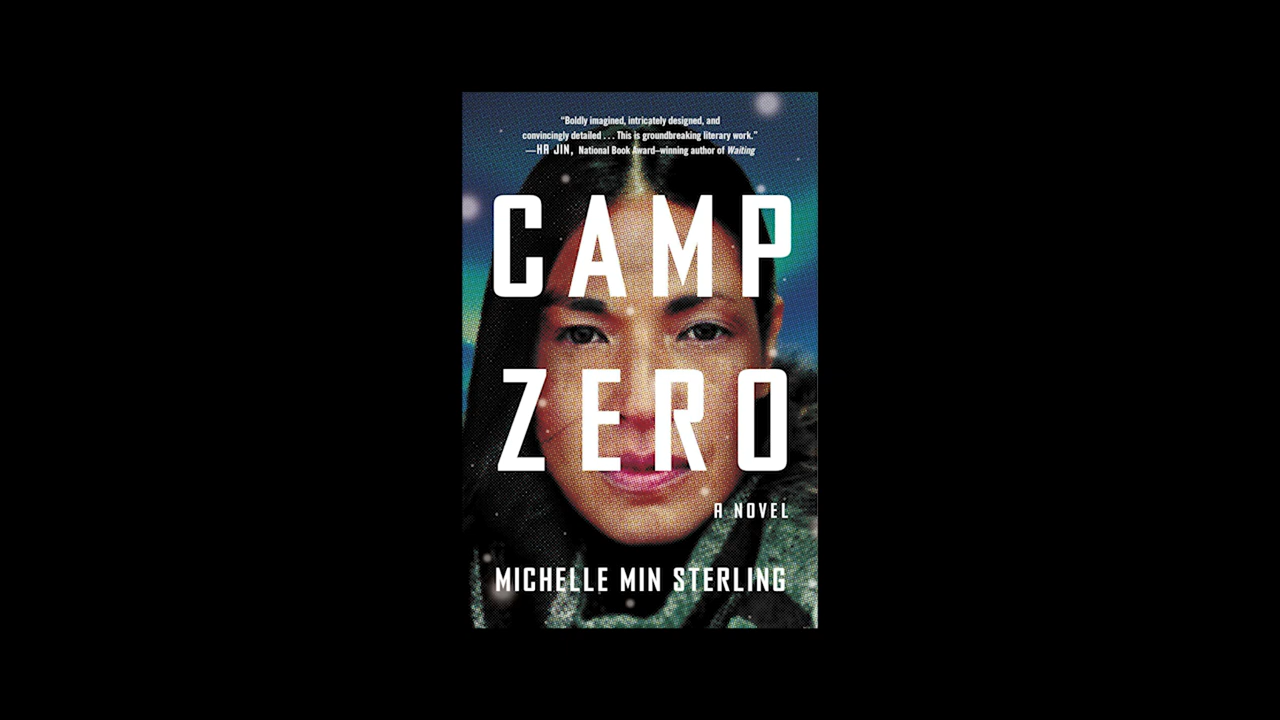 “Boldly imagined, intricately designed, and
convincingly detailed . . . This is groundbreaking literary work.”
—HA JIN, National Book Award–winning author of Waiting
CAMP
ZERO
A NOVEL
MICHELLE MIN STERLING